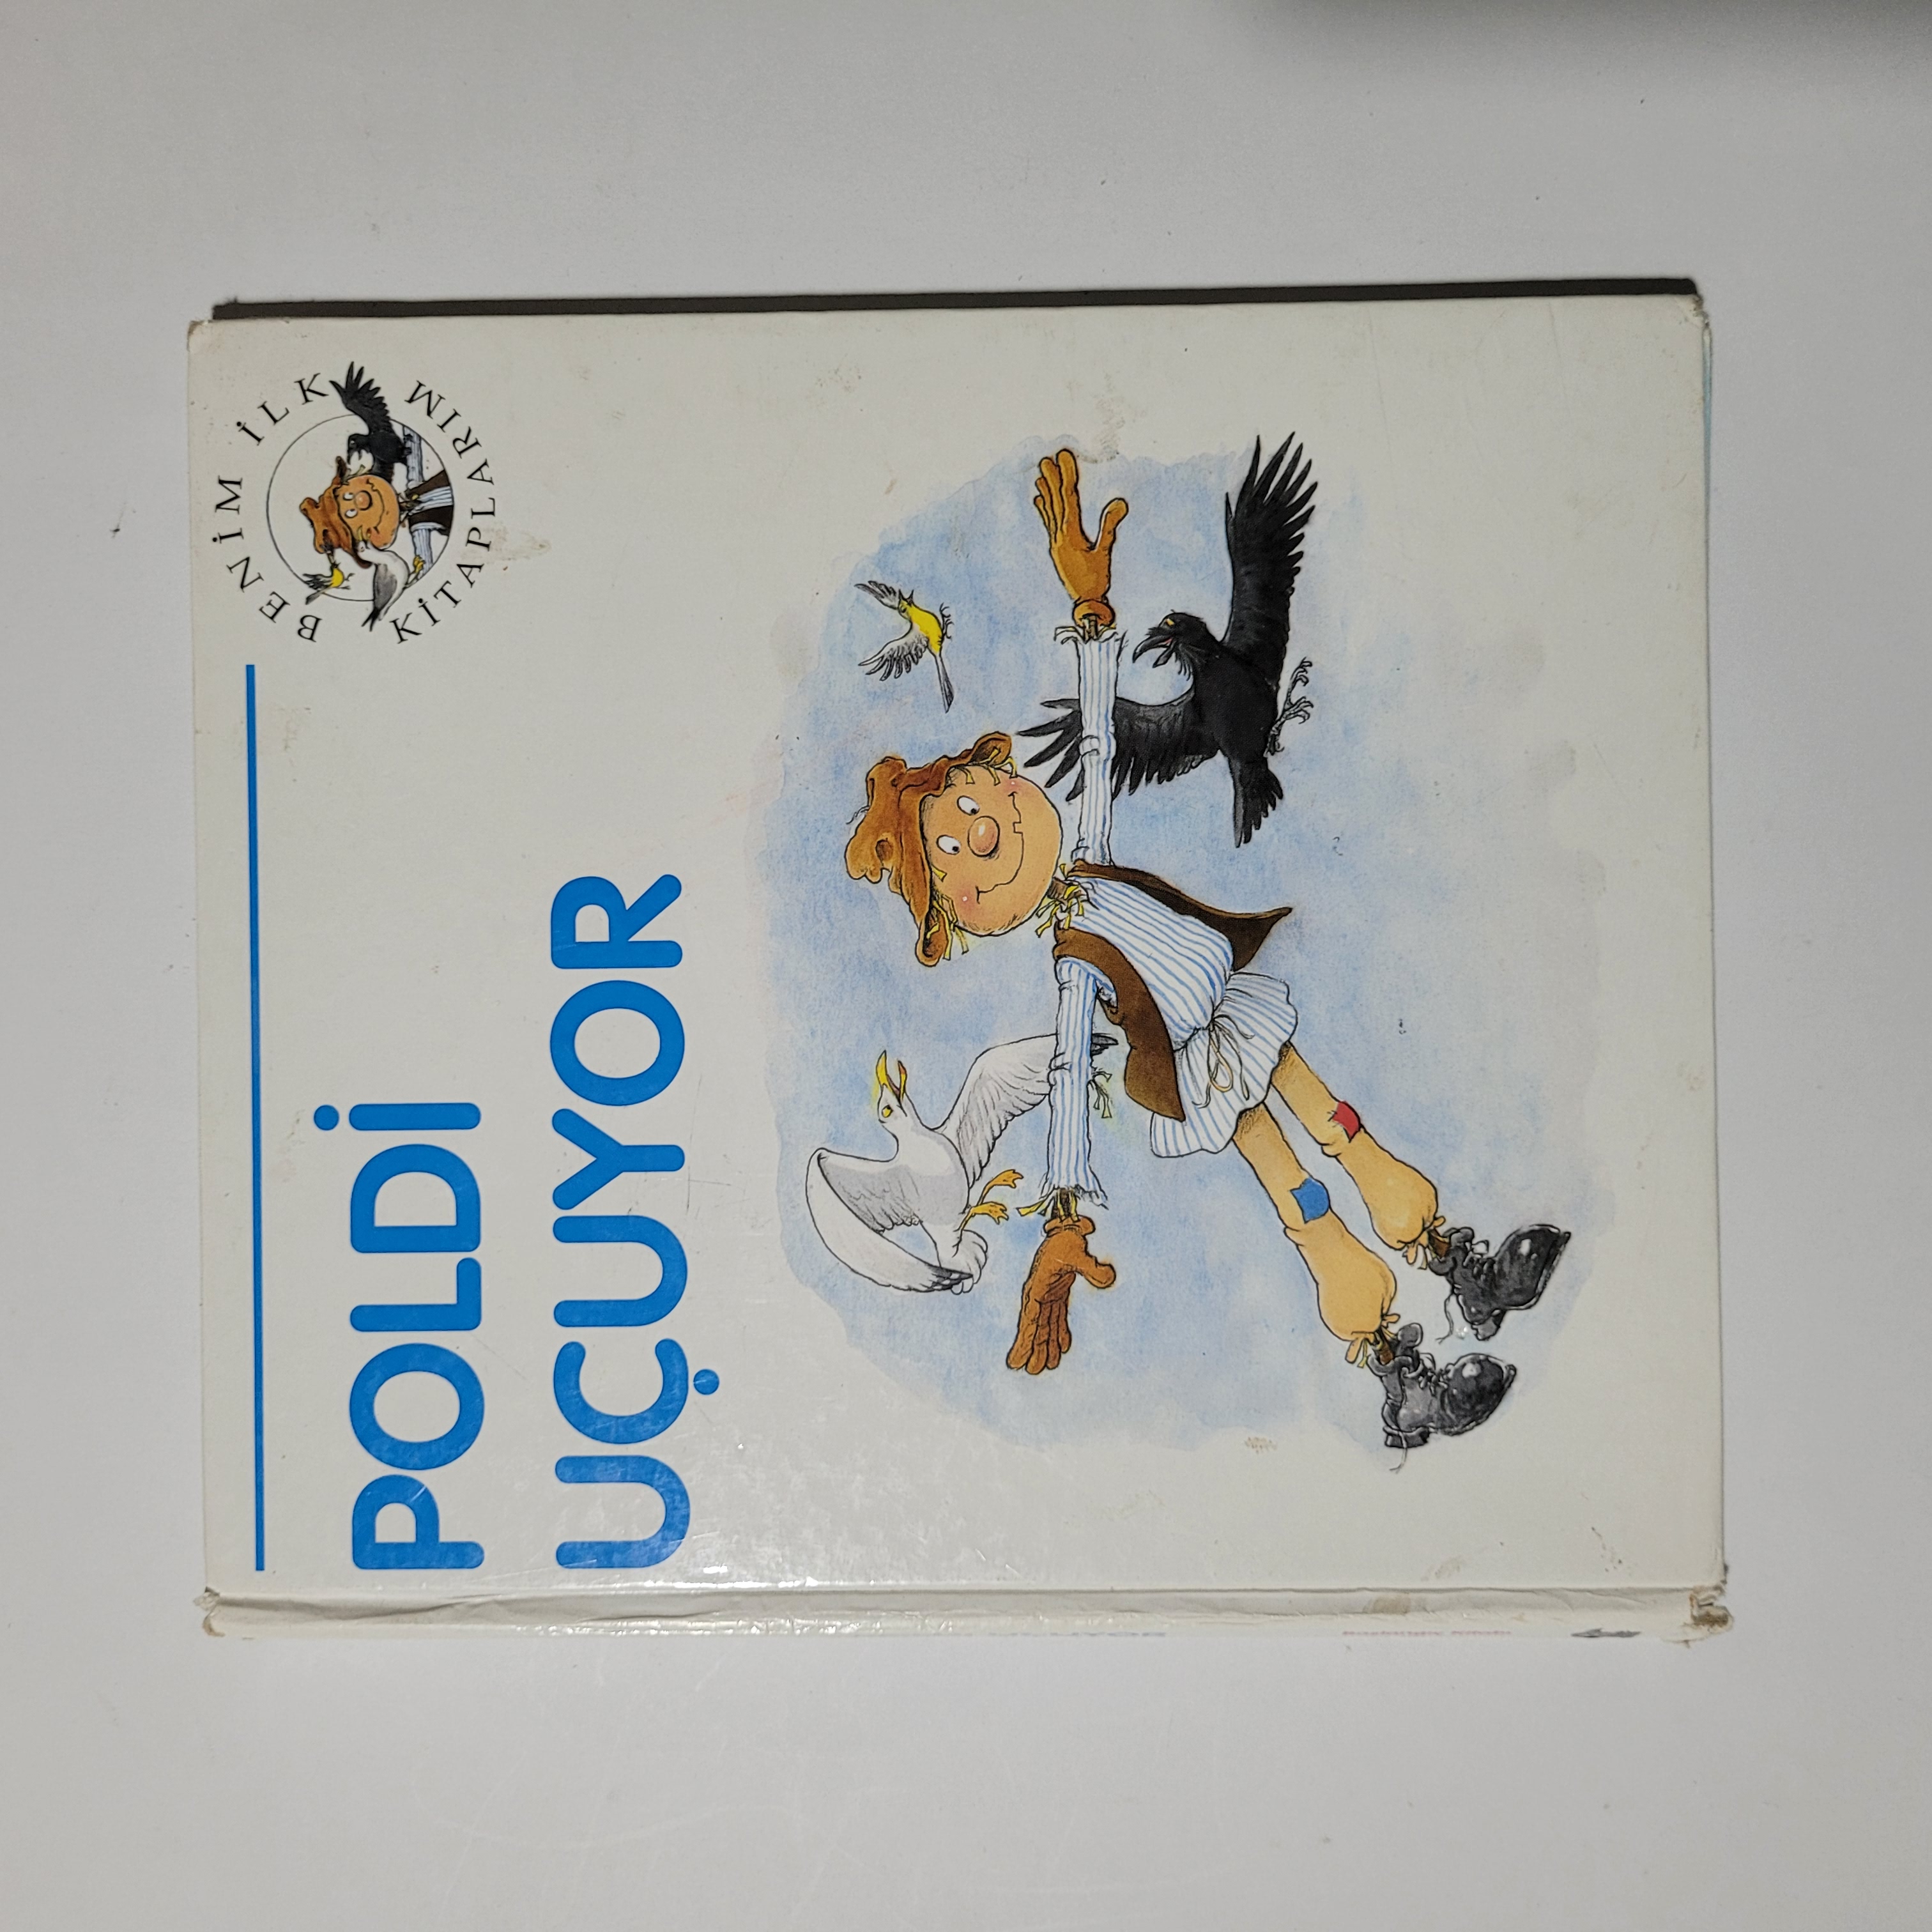 BENİM İLK
KİTAPLARIM
POLDİ
UÇUYOR